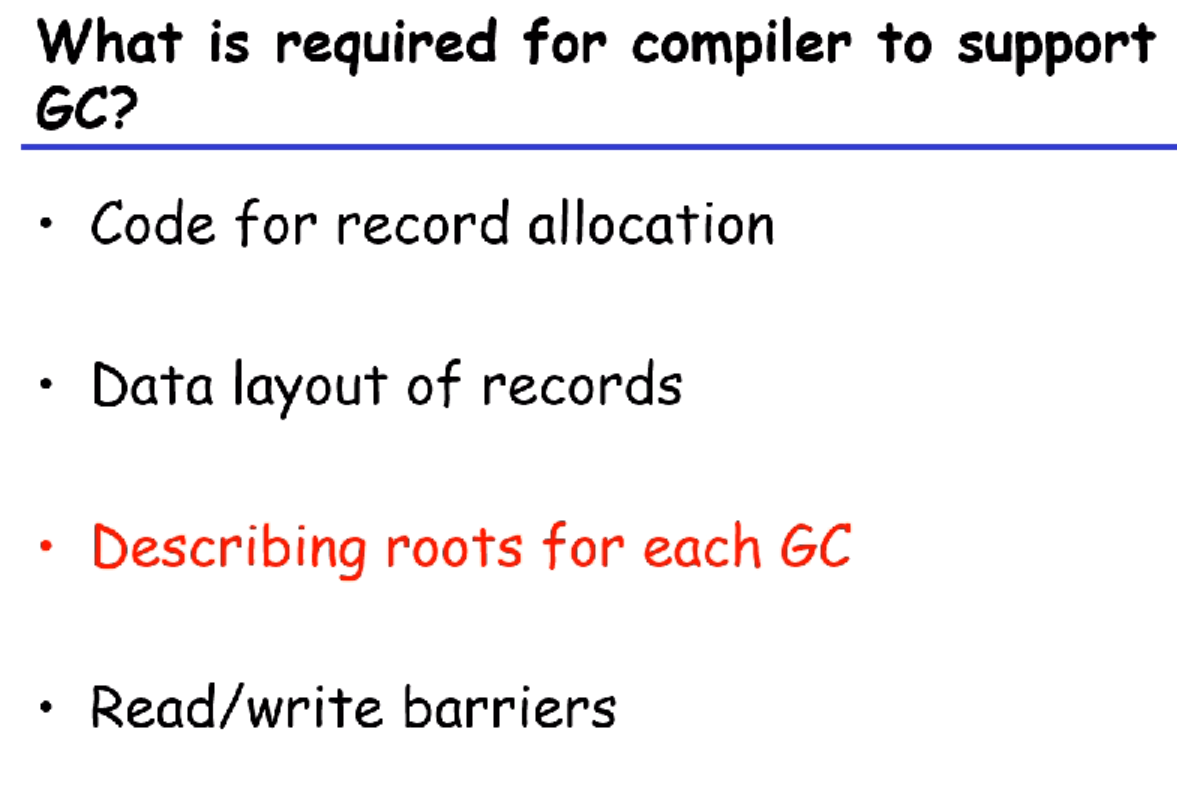 What is required for compiler to support
GC?
• Code for record allocation
• Data layout of records
• Describing roots for each GC
• Read/write barriers